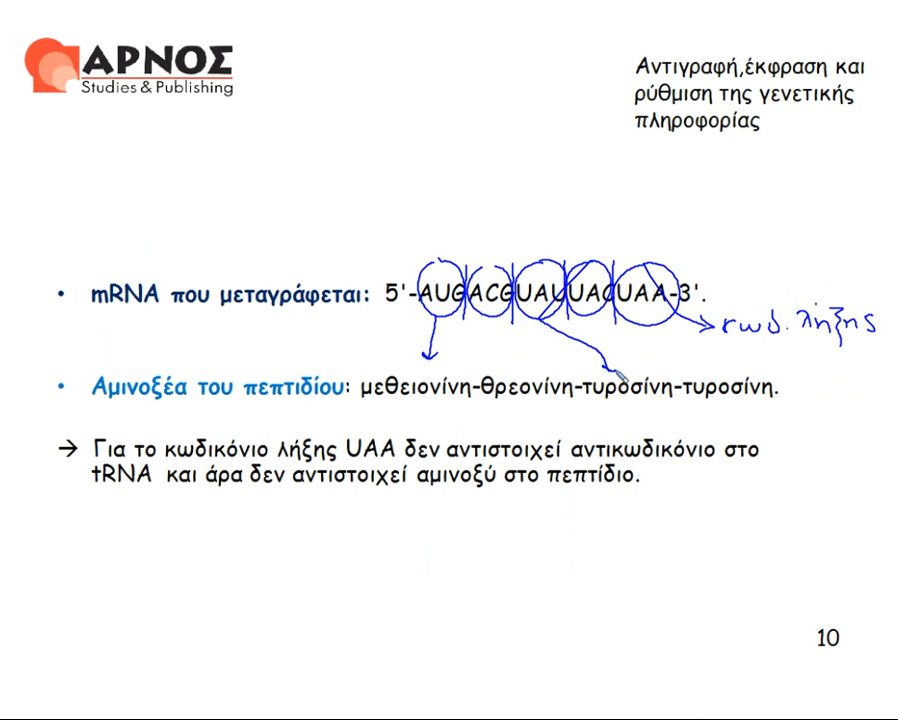 ΑΡΝΟΣ
Studies & Publishing
Αντιγραφή,έκφραση και
ρύθμιση της γενετικής
πληροφορίας
• mRNA που μεταγράφεται: 5'-AUGACGUAUUACUAA-3'.
κωδ. λήξης
• Αμινοξέα του πεπτιδίου: μεθειονίνη-θρεονίνη-τυροσίνη-τυροσίνη.
→ Για το κωδικόνιο λήξης UAA δεν αντιστοιχεί αντικωδικόνιο στο
tRNA και άρα δεν αντιστοιχεί αμινοξύ στο πεπτίδιο.
10